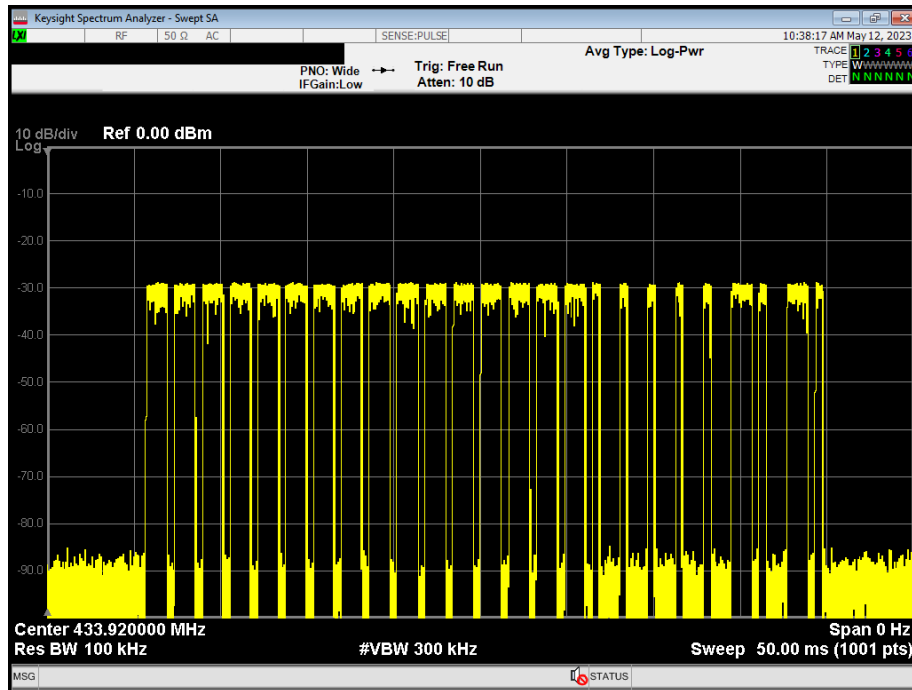 Keysight Spectrum Analyzer - Swept SA
LXI RF 50 Ω AC SENSE:PULSE 10:38:17 AM May 12, 2023
Avg Type: Log-Pwr TRACE 1 2 3 4 5 6
PNO: Wide Trig: Free Run TYPE WWWWWW
IFGain:Low Atten: 10 dB DET N N N N N N
10 dB/div Ref 0.00 dBm
Log
-10.0
-20.0
-30.0
-40.0
-50.0
-60.0
-70.0
-80.0
-90.0
Center 433.920000 MHz Span 0 Hz
Res BW 100 kHz #VBW 300 kHz Sweep 50.00 ms (1001 pts)
MSG STATUS